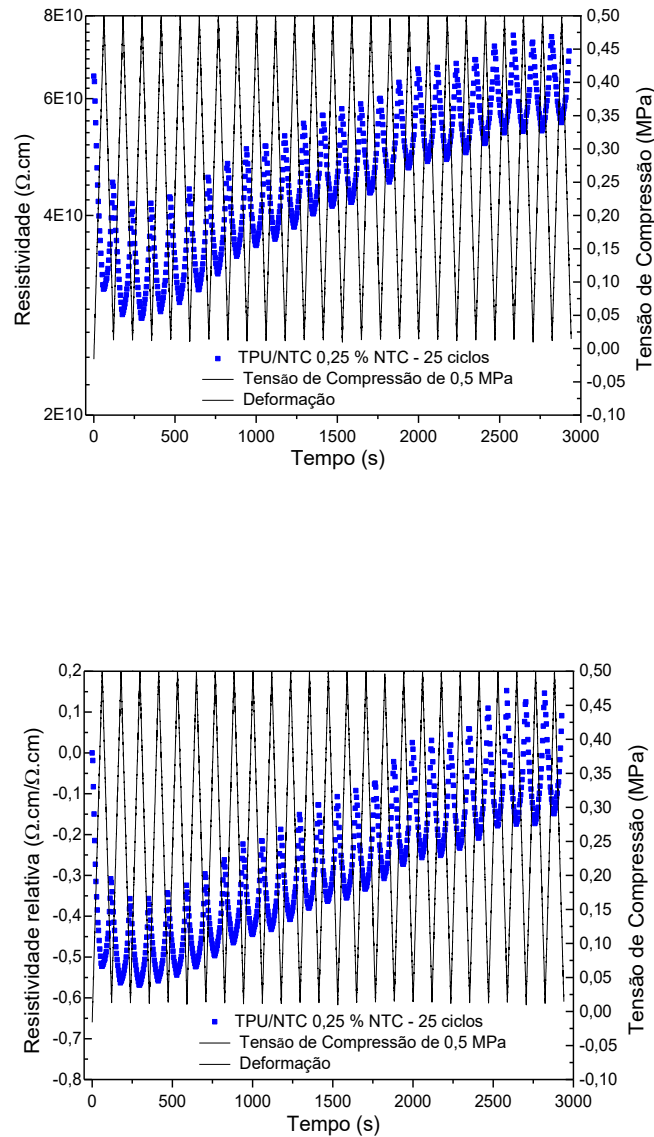 8E10
6E10
4E10
2E10
Resistividade (Ω.cm)
0,50
0,45
0,40
0,35
0,30
0,25
0,20
0,15
0,10
0,05
0,00
-0,05
-0,10
Tensão de Compressão (MPa)
TPU/NTC 0,25 % NTC - 25 ciclos
Tensão de Compressão de 0,5 MPa
Deformação
0 500 1000 1500 2000 2500 3000
Tempo (s)
0,2
0,1
0,0
-0,1
-0,2
-0,3
-0,4
-0,5
-0,6
-0,7
-0,8
Resistividade relativa (Ω.cm/Ω.cm)
0,50
0,45
0,40
0,35
0,30
0,25
0,20
0,15
0,10
0,05
0,00
-0,05
-0,10
Tensão de Compressão (MPa)
TPU/NTC 0,25 % NTC - 25 ciclos
Tensão de Compressão de 0,5 MPa
Deformação
0 500 1000 1500 2000 2500 3000
Tempo (s)